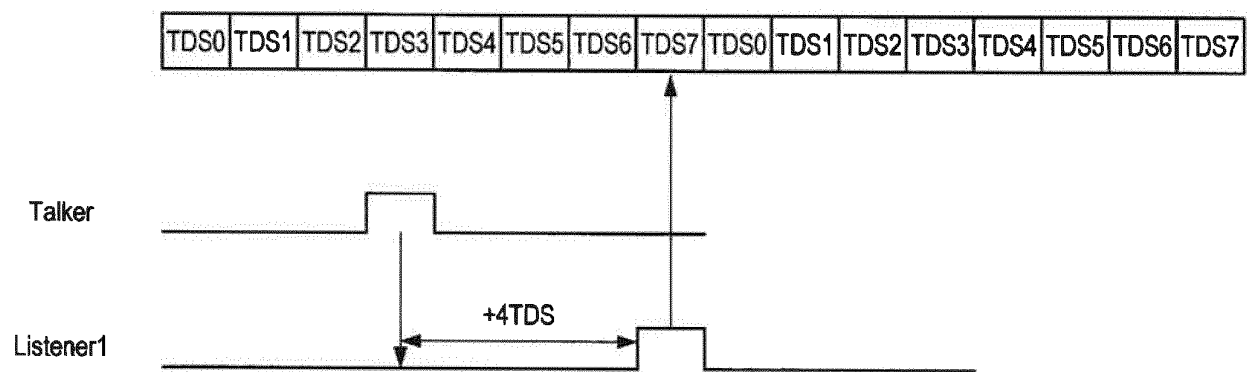 TDS0 TDS1 TDS2 TDS3 TDS4 TDS5 TDS6 TDS7 TDS0 TDS1 TDS2 TDS3 TDS4 TDS5 TDS6 TDS7
Talker
+4TDS
Listener1